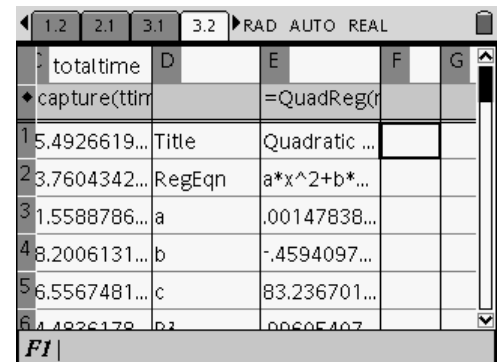 1.2 2.1 3.1 3.2 RAD AUTO REAL
C totaltime D E F G
◆ capture(ttim =QuadReg(r
1 5.4926619... Title Quadratic ...
2 3.7604342... RegEqn a*x^2+b*...
3 1.5588786... a .00147838...
4 8.2006131... b -.4594097...
5 6.5567481... c 83.236701...
6
F1